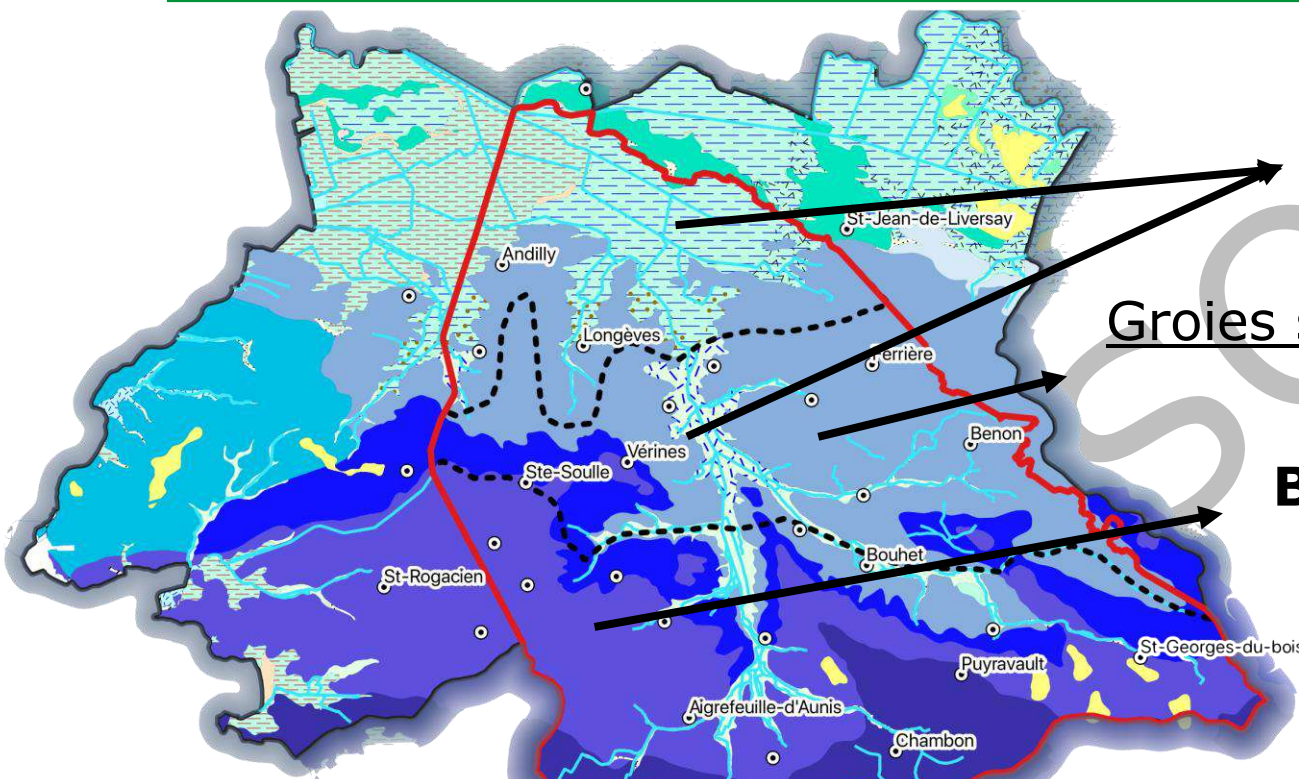 St-Jean-de-Liversay
Andilly
Groies s
Longèves
Ferrière
Benon
Vérines
Ste-Soulle
B
Bouhet
St-Rogacien
St-Georges-du-bois
Puyravault
Aigrefeuille-d'Aunis
Chambon